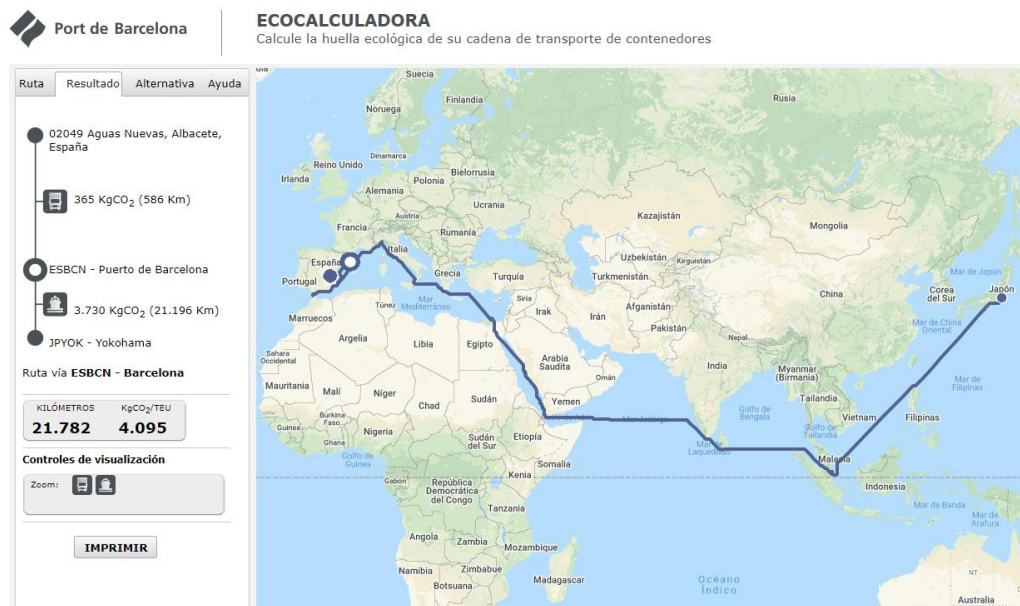 Port de Barcelona
ECOCALCULADORA
Calcule la huella ecológica de su cadena de transporte de contenedores
Ruta Resultado Alternativa Ayuda
02049 Aguas Nuevas, Albacete,
España
365 KgCO2 (586 Km)
ESBCN - Puerto de Barcelona
3.730 KgCO2 (21.196 Km)
JPYOK - Yokohama
Ruta vía ESBCN - Barcelona
KILÓMETROS KgCO2/TEU
21.782 4.095
Controles de visualización
Zoom:
IMPRIMIR
Suecia
Finlandia
Noruega
Rusia
Dinamarca
Reino Unido
Irlanda
Bielorrusia
Polonia
Alemania
Ucrania
Austria
Francia
Rumanía
Kazajistán
Mongolia
Italia
España
Portugal
Uzbekistán
Kirguistán
Grecia
Turquía
Turkmenistán
Mar de Japón
Japón
Corea
del Sur
China
Túnez
Mar
Mediterráneo
Siria
Irak
Irán
Afganistán
Pakistán
Marruecos
Mar de China
Oriental
Nepal
Argelia
Libia
Egipto
Sahara
Occidental
Arabia
Saudita
Omán
India
Myanmar
(Birmania)
Mauritania
Malí
Níger
Chad
Sudán
Yemen
Mar de
Filipinas
Tailandia
Golfo de
Bengala
Burkina
Faso
Guinea
Nigeria
Ghana
Vietnam
Filipinas
Golfo de
Tailandia
Sudán
del Sur
Etiopía
Mar de
Laquedivas
Golfo de
Guinea
Somalia
Malasia
Gabón
Kenia
República
Democrática
del Congo
Indonesia
Tanzania
Mar de Banda
Mar de
Arafura
Angola
Zambia
Mozambique
Namibia
Zimbabue
Botsuana
Madagascar
Océano
Índico
NT
Australia